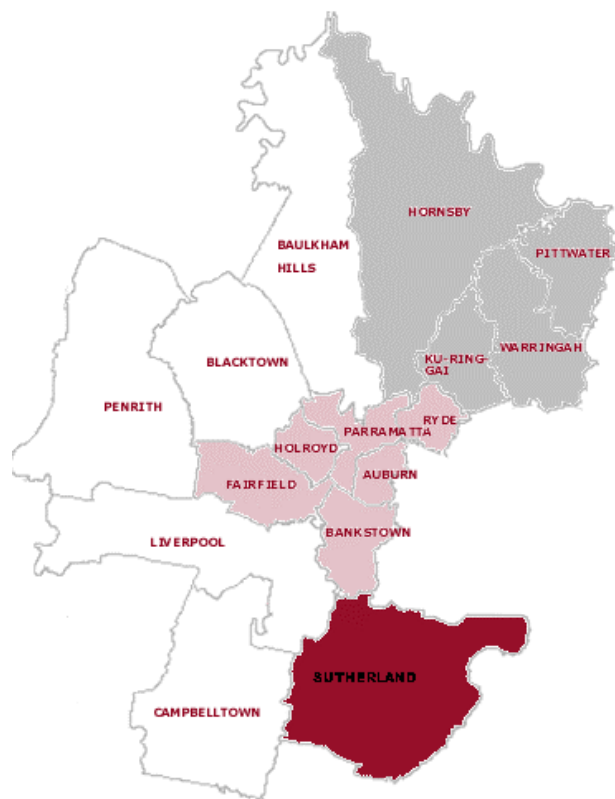 HORNSBY
BAULKHAM
HILLS
PITTWATER
WARRINGAH
KU-RING-
GAI
BLACKTOWN
PENRITH
RYDE
PARRAMATTA
HOLROYD
AUBURN
FAIRFIELD
BANKSTOWN
LIVERPOOL
SUTHERLAND
CAMPBELLTOWN